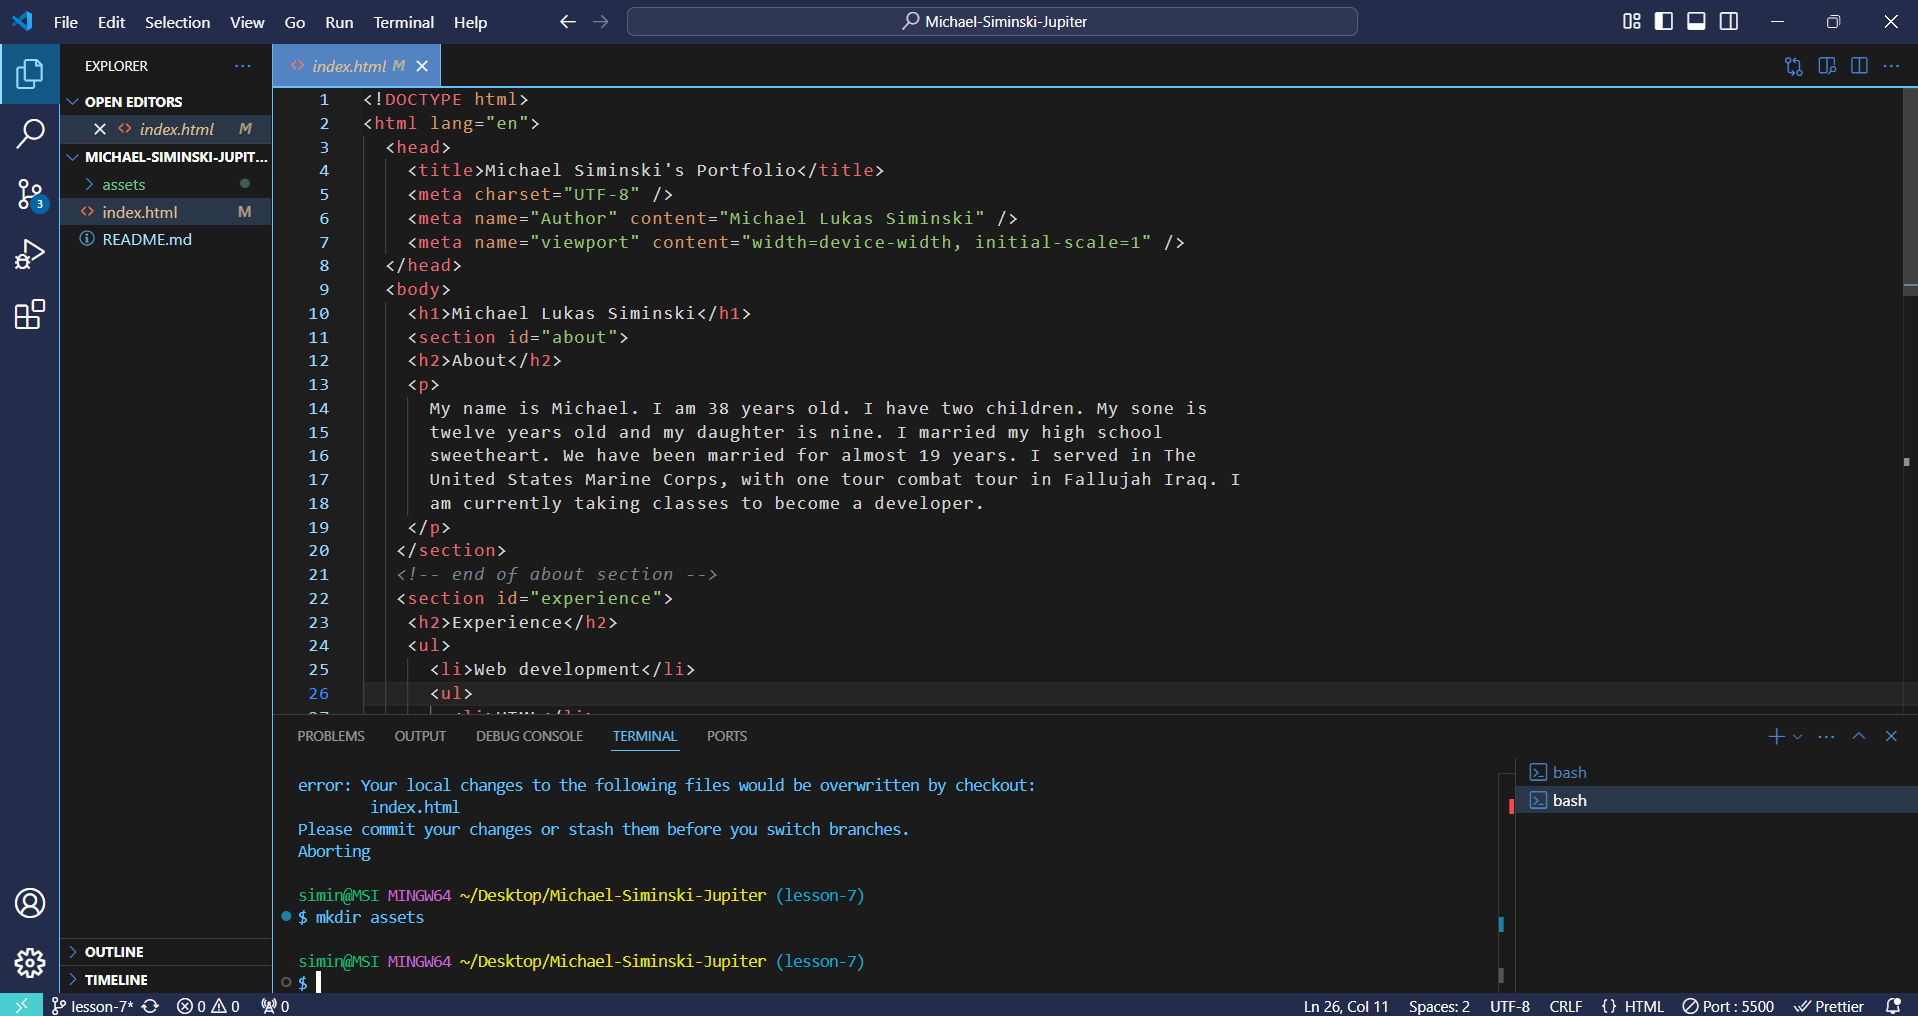 File Edit Selection View Go Run Terminal Help
Michael-Siminski-Jupiter
EXPLORER
OPEN EDITORS
index.html M
MICHAEL-SIMINSKI-JUPIT...
assets
index.html M
README.md
3
OUTLINE
TIMELINE
index.html M
1 <!DOCTYPE html>
2 <html lang="en">
3 <head>
4 <title>Michael Siminski's Portfolio</title>
5 <meta charset="UTF-8" />
6 <meta name="Author" content="Michael Lukas Siminski" />
7 <meta name="viewport" content="width=device-width, initial-scale=1" />
8 </head>
9 <body>
10 <h1>Michael Lukas Siminski</h1>
11 <section id="about">
12 <h2>About</h2>
13 <p>
14 My name is Michael. I am 38 years old. I have two children. My sone is
15 twelve years old and my daughter is nine. I married my high school
16 sweetheart. We have been married for almost 19 years. I served in The
17 United States Marine Corps, with one tour combat tour in Fallujah Iraq. I
18 am currently taking classes to become a developer.
19 </p>
20 </section>
21 <!-- end of about section -->
22 <section id="experience">
23 <h2>Experience</h2>
24 <ul>
25 <li>Web development</li>
26 <ul>
27 <li>HTML</li>
PROBLEMS OUTPUT DEBUG CONSOLE TERMINAL PORTS
error: Your local changes to the following files would be overwritten by checkout:
index.html
Please commit your changes or stash them before you switch branches.
Aborting
simin@MSI MINGW64 ~/Desktop/Michael-Siminski-Jupiter (lesson-7)
$ mkdir assets
simin@MSI MINGW64 ~/Desktop/Michael-Siminski-Jupiter (lesson-7)
$
bash
bash
lesson-7* 0 0 0 Ln 26, Col 11 Spaces: 2 UTF-8 CRLF {} HTML Port : 5500 Prettier